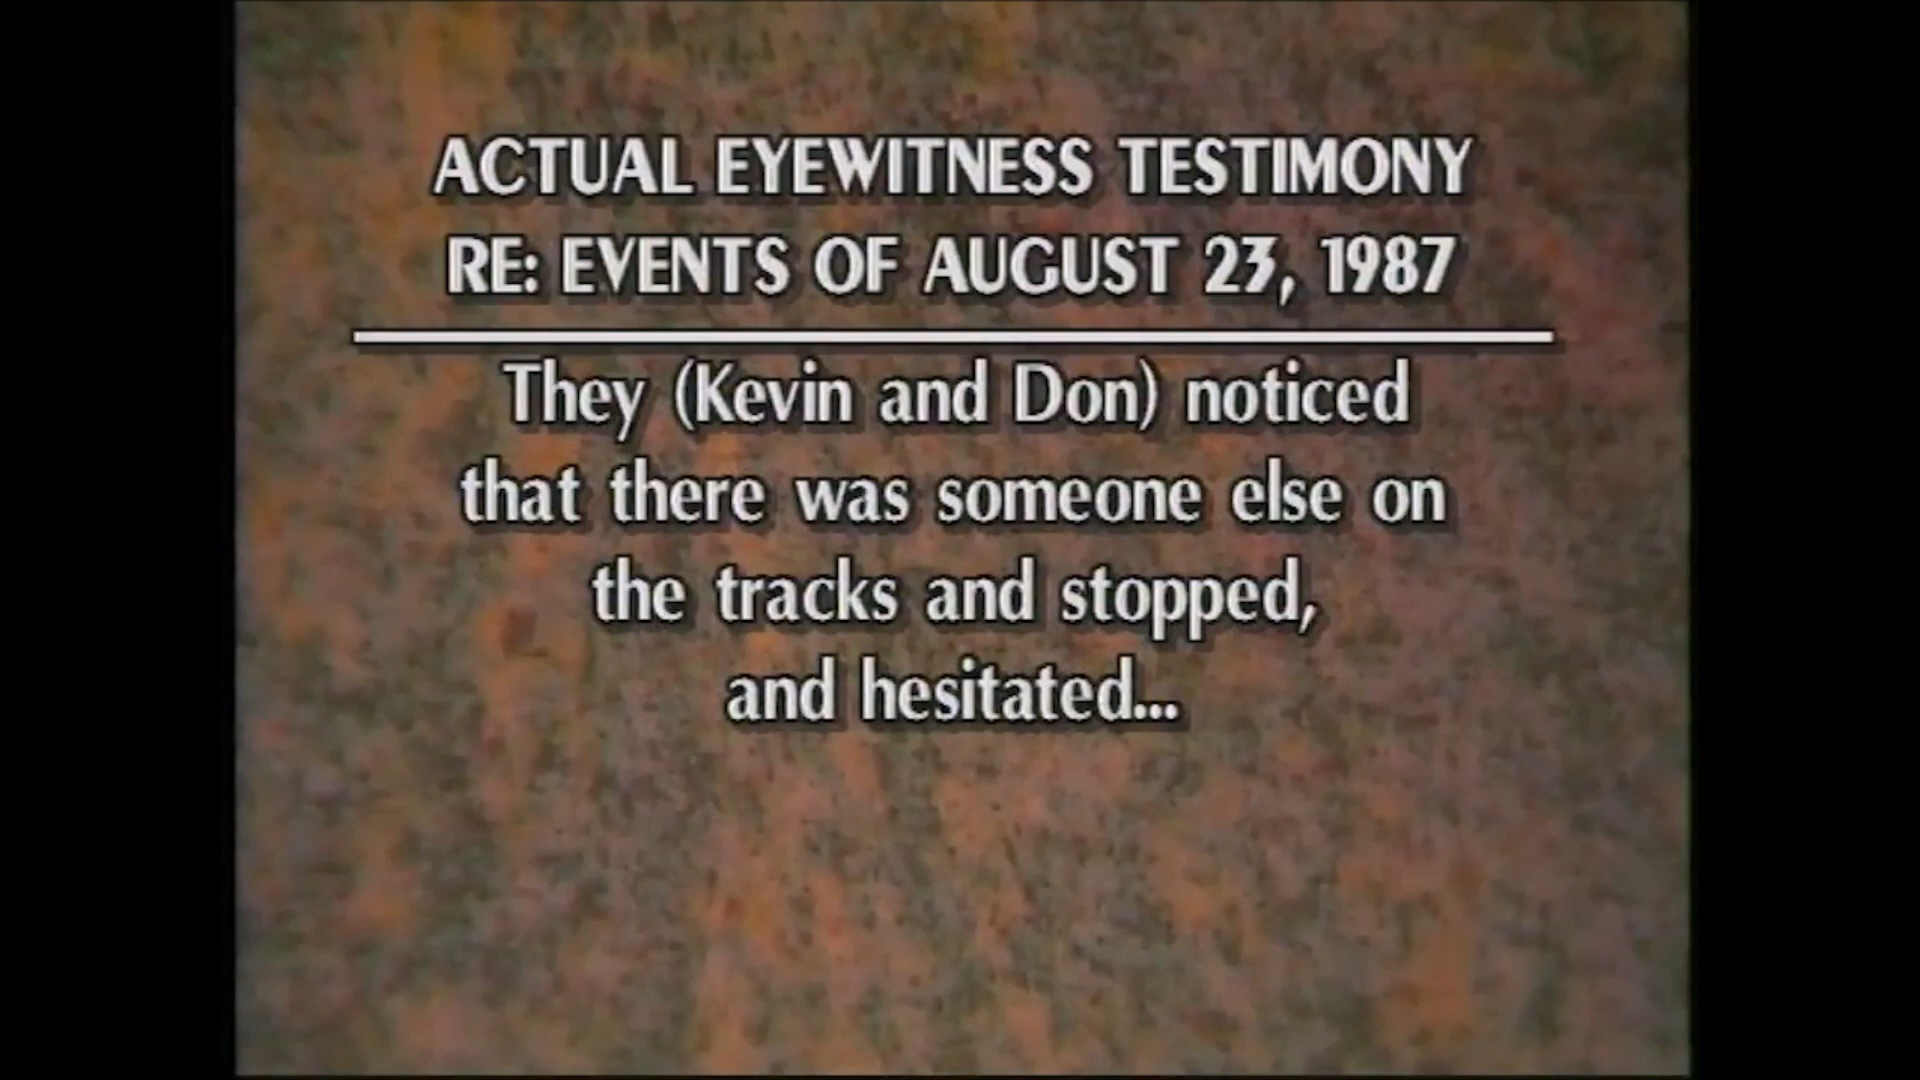 ACTUAL EYEWITNESS TESTIMONY
RE: EVENTS OF AUGUST 23, 1987
They (Kevin and Don) noticed
that there was someone else on
the tracks and stopped,
and hesitated...